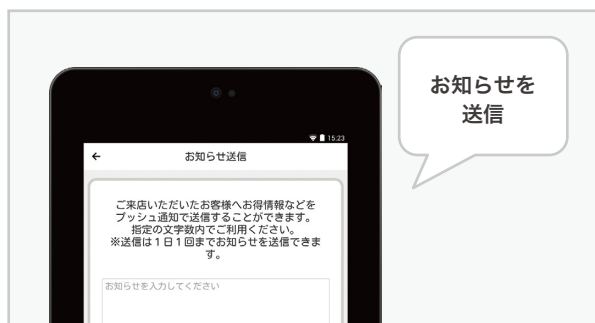 お知らせを
送信
15:23
お知らせ送信
ご来店いただいたお客様へお得情報などを
プッシュ通知で送信することができます。
指定の文字数内でご利用ください。
※送信は1日1回までお知らせを送信できま
す。
お知らせを入力してください